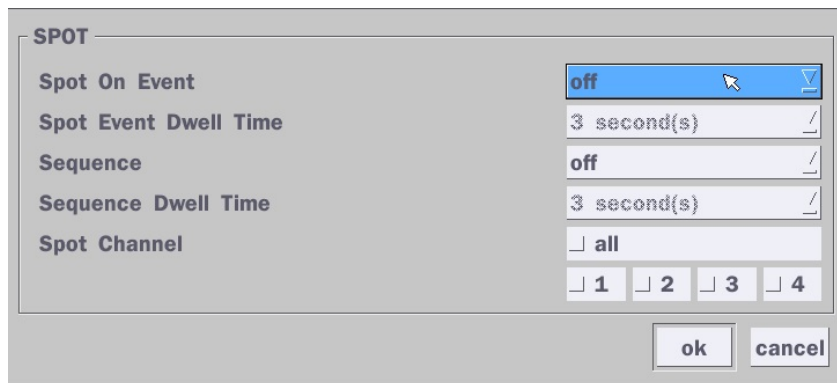 SPOT
Spot On Event off
Spot Event Dwell Time 3 second(s)
Sequence off
Sequence Dwell Time 3 second(s)
Spot Channel all
1 2 3 4
ok cancel